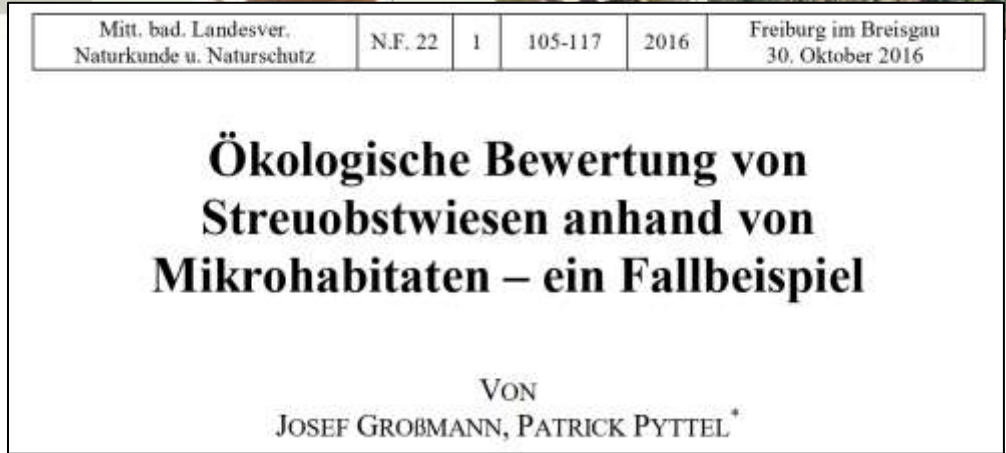 Mitt. bad. Landesver. Naturkunde u. Naturschutz N.F. 22 1 105-117 2016 Freiburg im Breisgau 30. Oktober 2016
Ökologische Bewertung von
Streuobstwiesen anhand von
Mikrohabitaten – ein Fallbeispiel
VON
JOSEF GROßMANN, PATRICK PYTTEL*